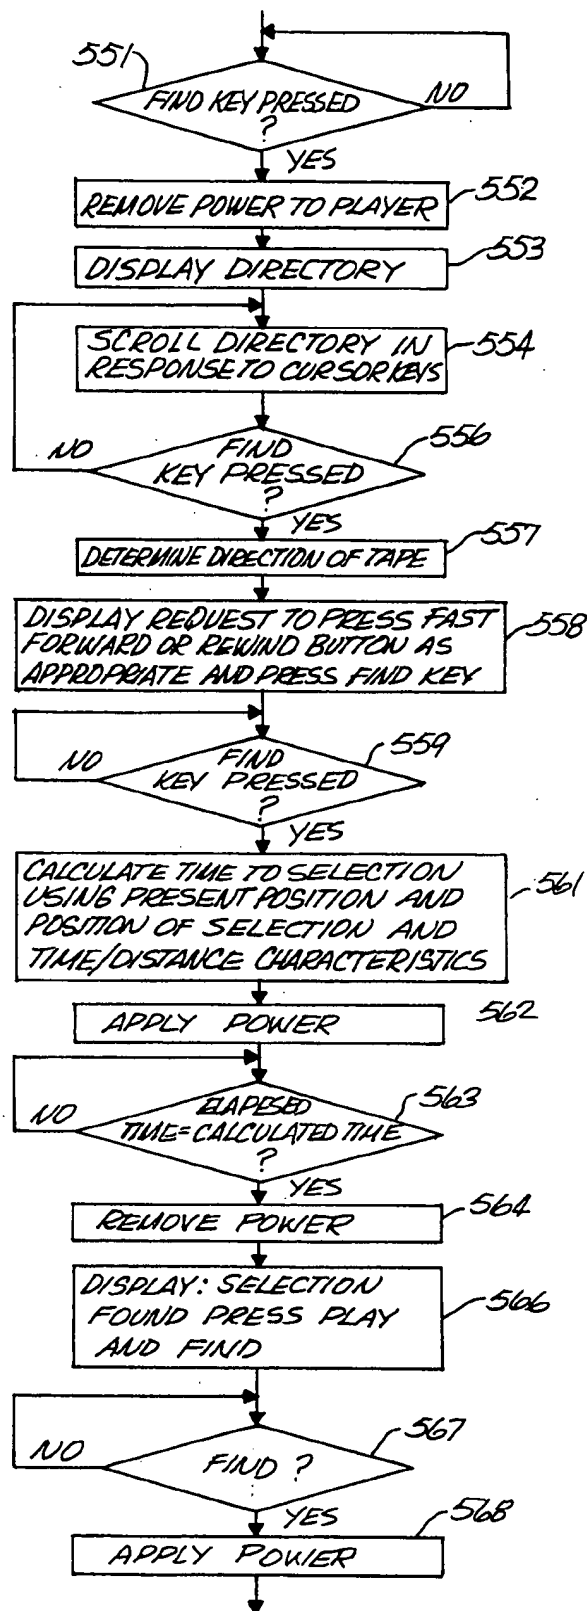 551
FIND KEY PRESSED
?
NO
YES
REMOVE POWER TO PLAYER
552
DISPLAY DIRECTORY
553
SCROLL DIRECTORY IN
RESPONSE TO CURSOR KEYS
554
NO
FIND
KEY PRESSED
?
556
YES
DETERMINE DIRECTION OF TAPE
557
DISPLAY REQUEST TO PRESS FAST
FORWARD OR REWIND BUTTON AS
APPROPRIATE AND PRESS FIND KEY
558
NO
FIND
KEY PRESSED
?
559
YES
CALCULATE TIME TO SELECTION
USING PRESENT POSITION AND
POSITION OF SELECTION AND
TIME/DISTANCE CHARACTERISTICS
561
APPLY POWER
562
NO
ELAPESED
TIME=CALCULATED TIME
?
563
YES
REMOVE POWER
564
DISPLAY: SELECTION
FOUND PRESS PLAY
AND FIND
566
NO
FIND ?
567
YES
APPLY POWER
568